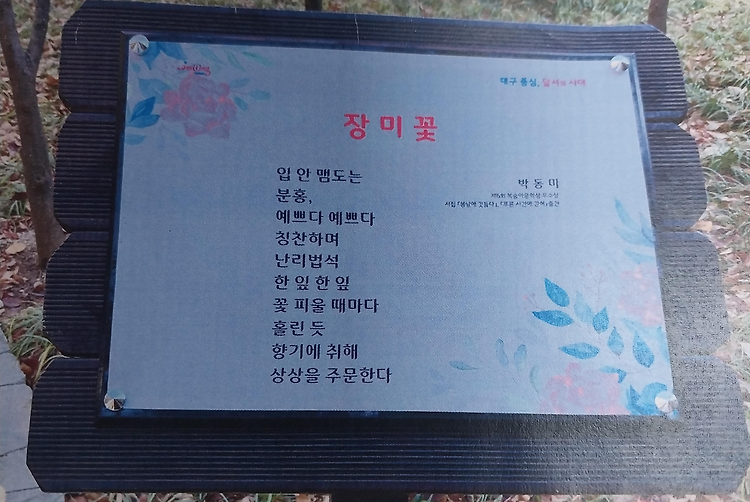 대구 중심, 달서의 시대
장미꽃
박동미
입 안 맴도는
분홍,
예쁘다 예쁘다
칭찬하며
난리법석
한 잎 한 잎
꽃 피울 때마다
홀린 듯
향기에 취해
상상을 주문한다